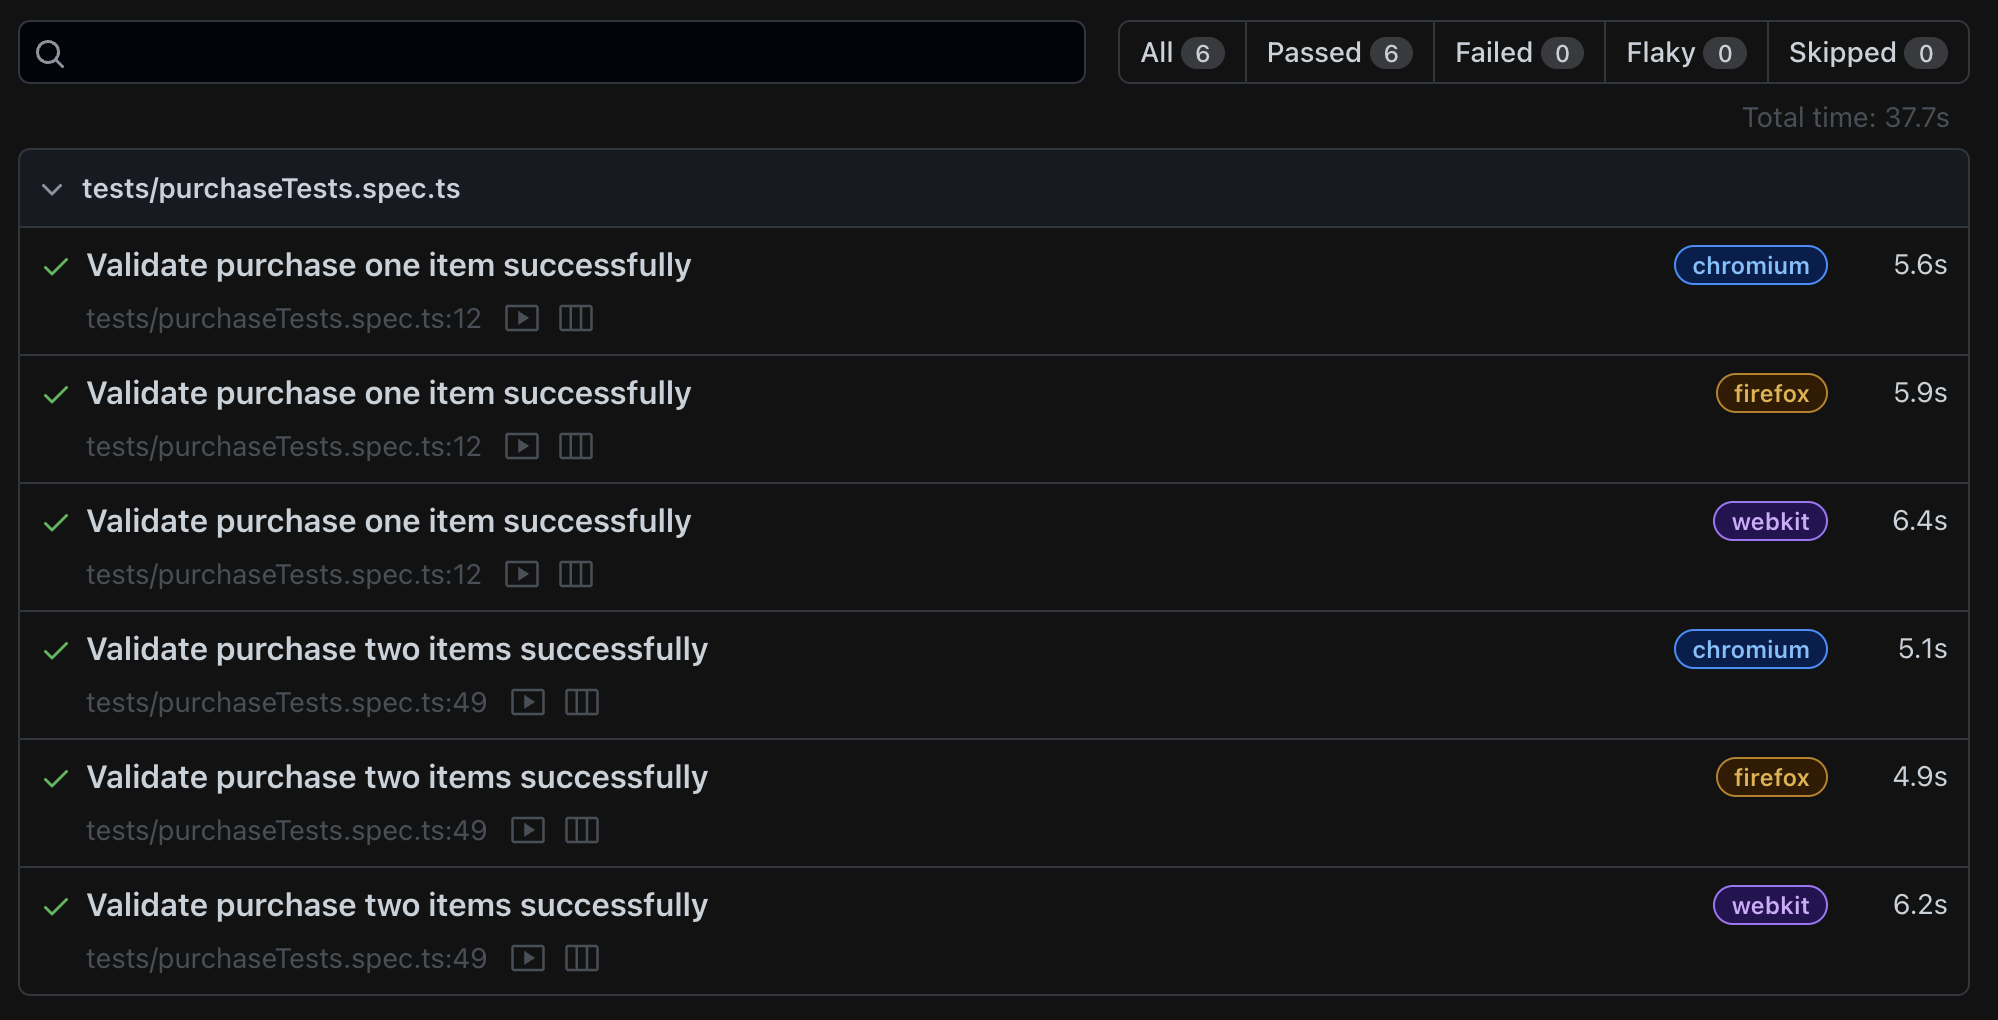 All 6 Passed 6 Failed 0 Flaky 0 Skipped 0
Total time: 37.7s
tests/purchaseTests.spec.ts
Validate purchase one item successfully chromium 5.6s
tests/purchaseTests.spec.ts:12
Validate purchase one item successfully firefox 5.9s
tests/purchaseTests.spec.ts:12
Validate purchase one item successfully webkit 6.4s
tests/purchaseTests.spec.ts:12
Validate purchase two items successfully chromium 5.1s
tests/purchaseTests.spec.ts:49
Validate purchase two items successfully firefox 4.9s
tests/purchaseTests.spec.ts:49
Validate purchase two items successfully webkit 6.2s
tests/purchaseTests.spec.ts:49